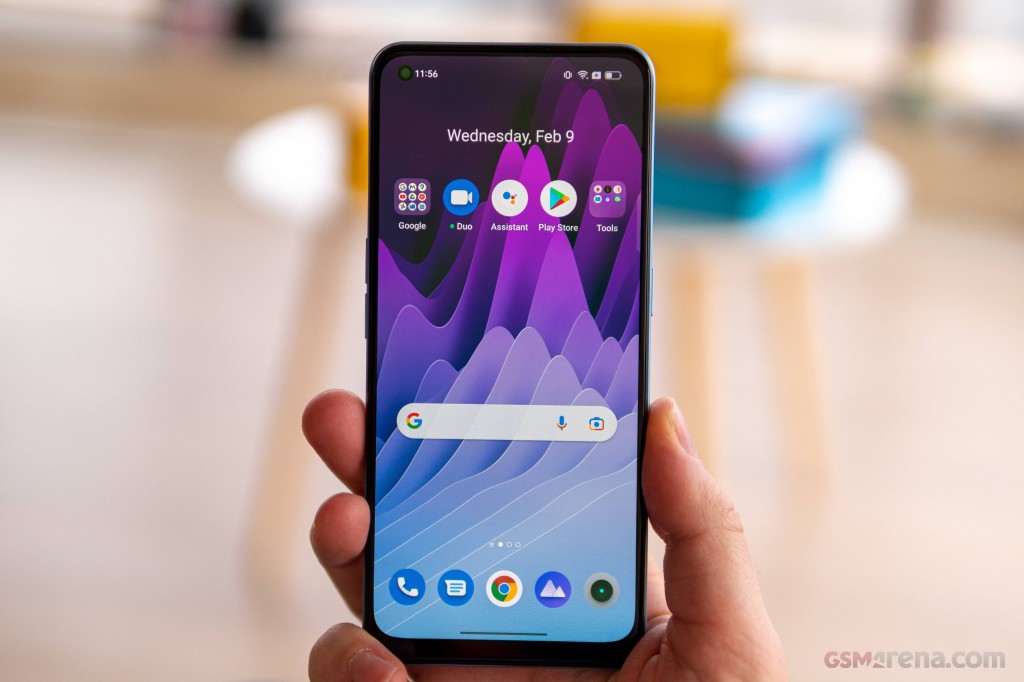 11:56
Wednesday, Feb 9
Google
Duo
Assistant
Play Store
Tools
G
GSMarena.com